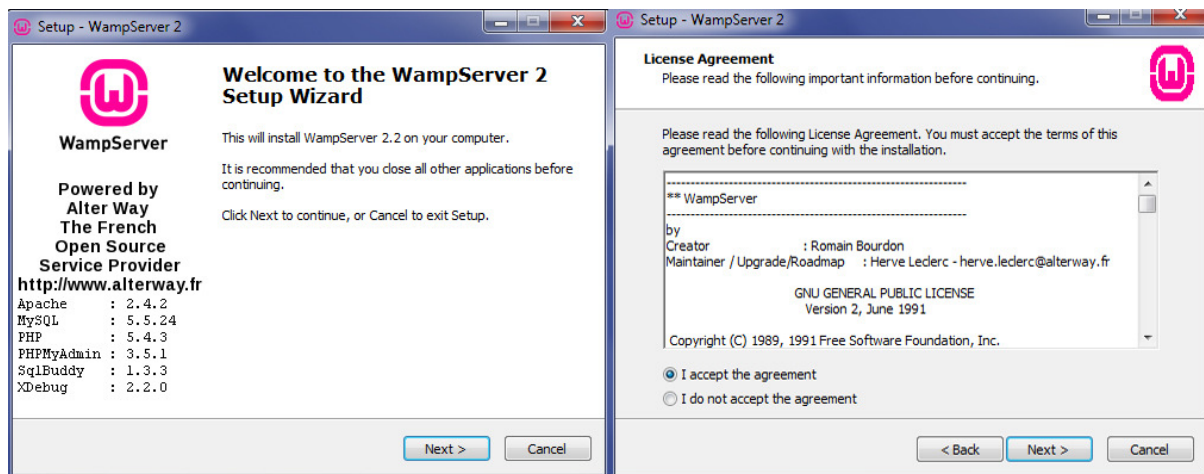 Setup - WampServer 2
WampServer
Powered by
Alter Way
The French
Open Source
Service Provider
http://www.alterway.fr
Apache : 2.4.2
MySQL : 5.5.24
PHP : 5.4.3
PHPMyAdmin : 3.5.1
SqlBuddy : 1.3.3
XDebug : 2.2.0
Welcome to the WampServer 2
Setup Wizard
This will install WampServer 2.2 on your computer.
It is recommended that you close all other applications before
continuing.
Click Next to continue, or Cancel to exit Setup.
Next >
Cancel
Setup - WampServer 2
License Agreement
Please read the following important information before continuing.
Please read the following License Agreement. You must accept the terms of this
agreement before continuing with the installation.
------------------------------------------------------------
** WampServer
------------------------------------------------------------
by
Creator : Romain Bourdon
Maintainer / Upgrade/Roadmap : Herve Leclerc - herve.leclerc@alterway.fr
GNU GENERAL PUBLIC LICENSE
Version 2, June 1991
Copyright (C) 1989, 1991 Free Software Foundation, Inc.
I accept the agreement
I do not accept the agreement
< Back
Next >
Cancel